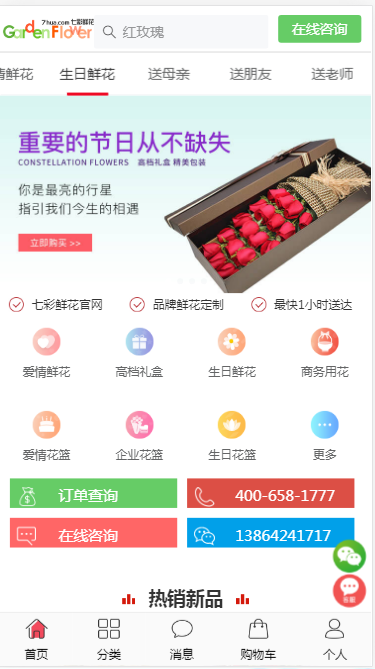 7hua.com 七彩鲜花
Garden Flower
红玫瑰
在线咨询
情鲜花 生日鲜花 送母亲 送朋友 送老师
重要的节日从不缺失
CONSTELLATION FLOWERS 高档礼盒 精美包装
你是最亮的行星
指引我们今生的相遇
立即购买 >>
七彩鲜花官网 品牌鲜花定制 最快1小时送达
爱情鲜花 高档礼盒 生日鲜花 商务用花
爱情花篮 企业花篮 生日花篮 更多
订单查询 400-658-1777
在线咨询 13864241717
客服
热销新品
首页 分类 消息 购物车 个人